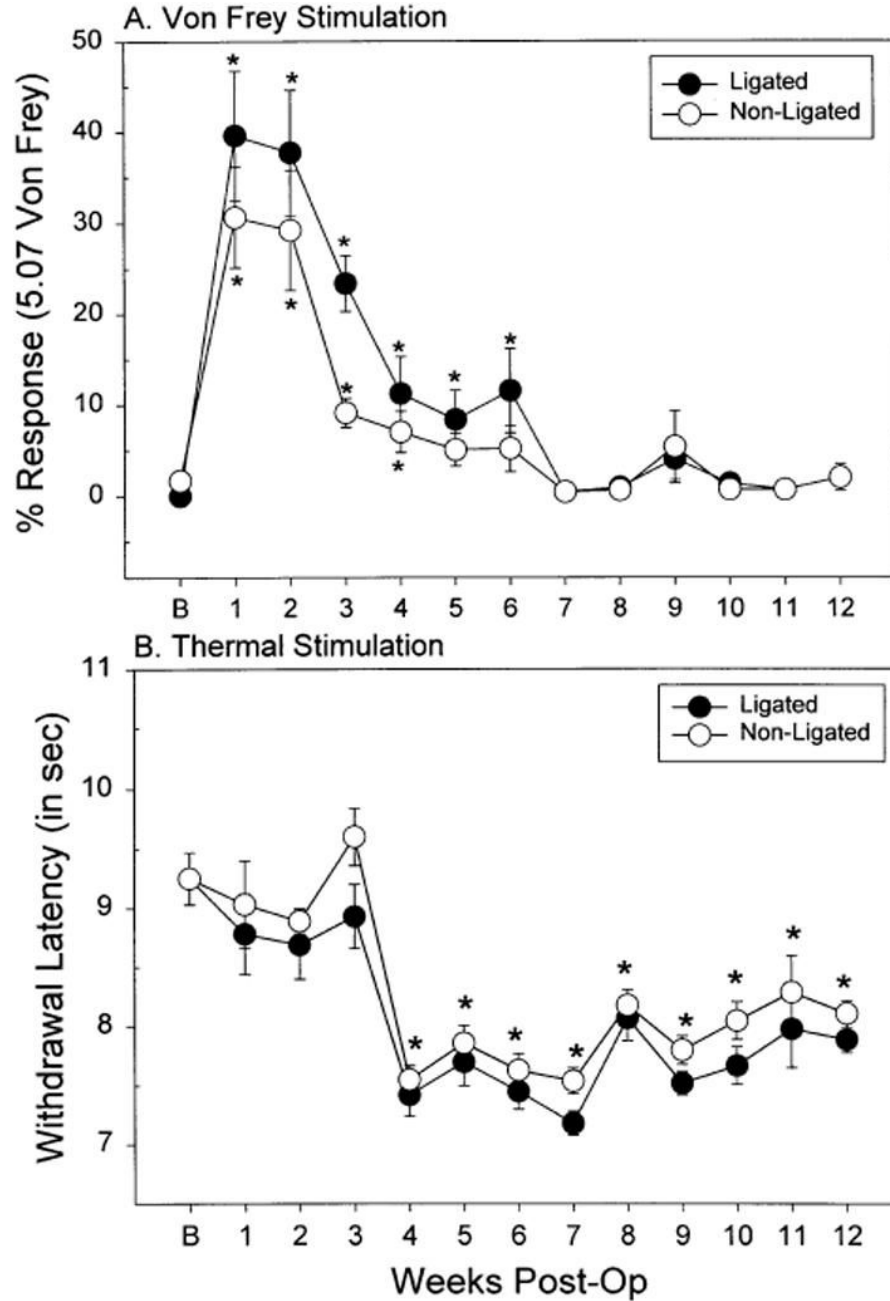 A. Von Frey Stimulation
% Response (5.07 Von Frey)
50
40
30
20
10
0
Ligated
Non-Ligated
* * * * * *
* * * *
B 1 2 3 4 5 6 7 8 9 10 11 12
B. Thermal Stimulation
Withdrawal Latency (in sec)
11
10
9
8
7
Ligated
Non-Ligated
* * * * * * * * *
B 1 2 3 4 5 6 7 8 9 10 11 12
Weeks Post-Op